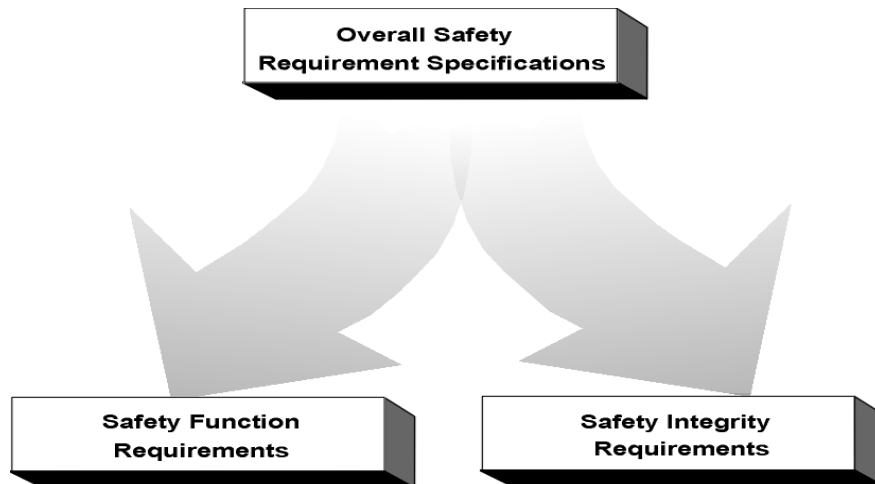 Overall Safety
Requirement Specifications
Safety Function
Requirements
Safety Integrity
Requirements